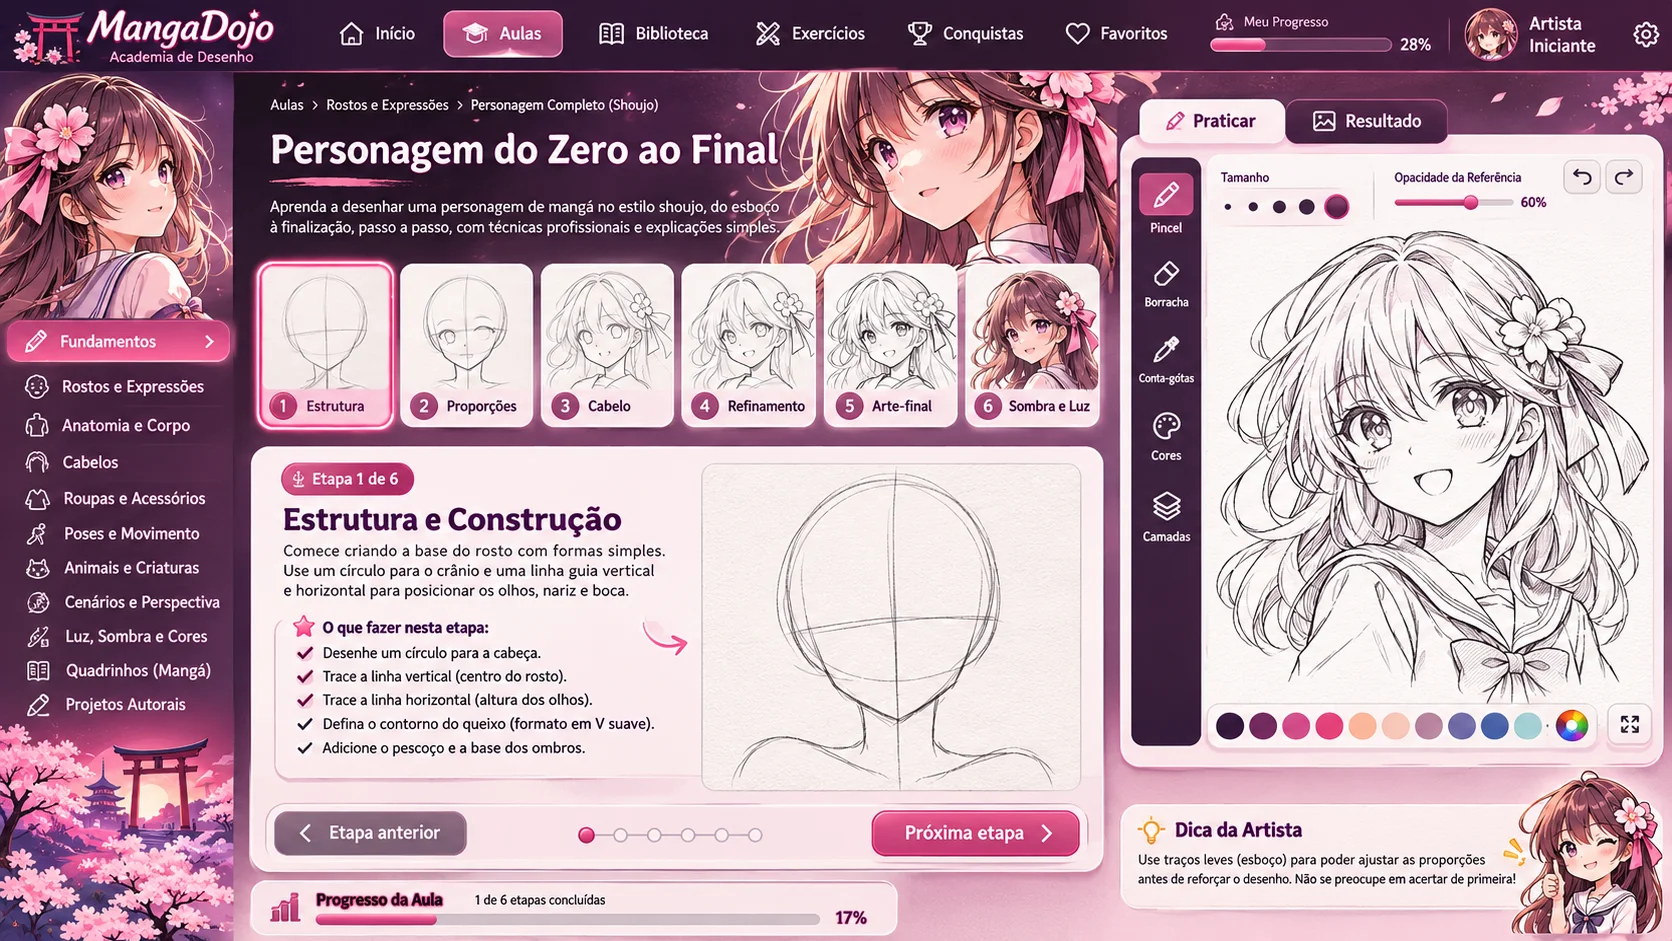 MangaDojo
Academia de Desenho
Início
Aulas
Biblioteca
Exercícios
Conquistas
Favoritos
Meu Progresso
28%
Artista
Iniciante
Fundamentos
Rostos e Expressões
Anatomia e Corpo
Cabelos
Roupas e Acessórios
Poses e Movimento
Animais e Criaturas
Cenários e Perspectiva
Luz, Sombra e Cores
Quadrinhos (Mangá)
Projetos Autorais
Aulas > Rostos e Expressões > Personagem Completo (Shoujo)
Personagem do Zero ao Final
Aprenda a desenhar uma personagem de mangá no estilo shoujo, do esboço
à finalização, passo a passo, com técnicas profissionais e explicações simples.
1 Estrutura
2 Proporções
3 Cabelo
4 Refinamento
5 Arte-final
6 Sombra e Luz
Etapa 1 de 6
Estrutura e Construção
Comece criando a base do rosto com formas simples.
Use um círculo para o crânio e uma linha guia vertical
e horizontal para posicionar os olhos, nariz e boca.
O que fazer nesta etapa:
Desenhe um círculo para a cabeça.
Trace a linha vertical (centro do rosto).
Trace a linha horizontal (altura dos olhos).
Defina o contorno do queixo (formato em V suave).
Adicione o pescoço e a base dos ombros.
Etapa anterior
Próxima etapa
Progresso da Aula
1 de 6 etapas concluídas
17%
Praticar
Resultado
Tamanho
Opacidade da Referência
60%
Pincel
Borracha
Conta-gótas
Cores
Camadas
Dica da Artista
Use traços leves (esboço) para poder ajustar as proporções
antes de reforçar o desenho. Não se preocupe em acertar de primeira!